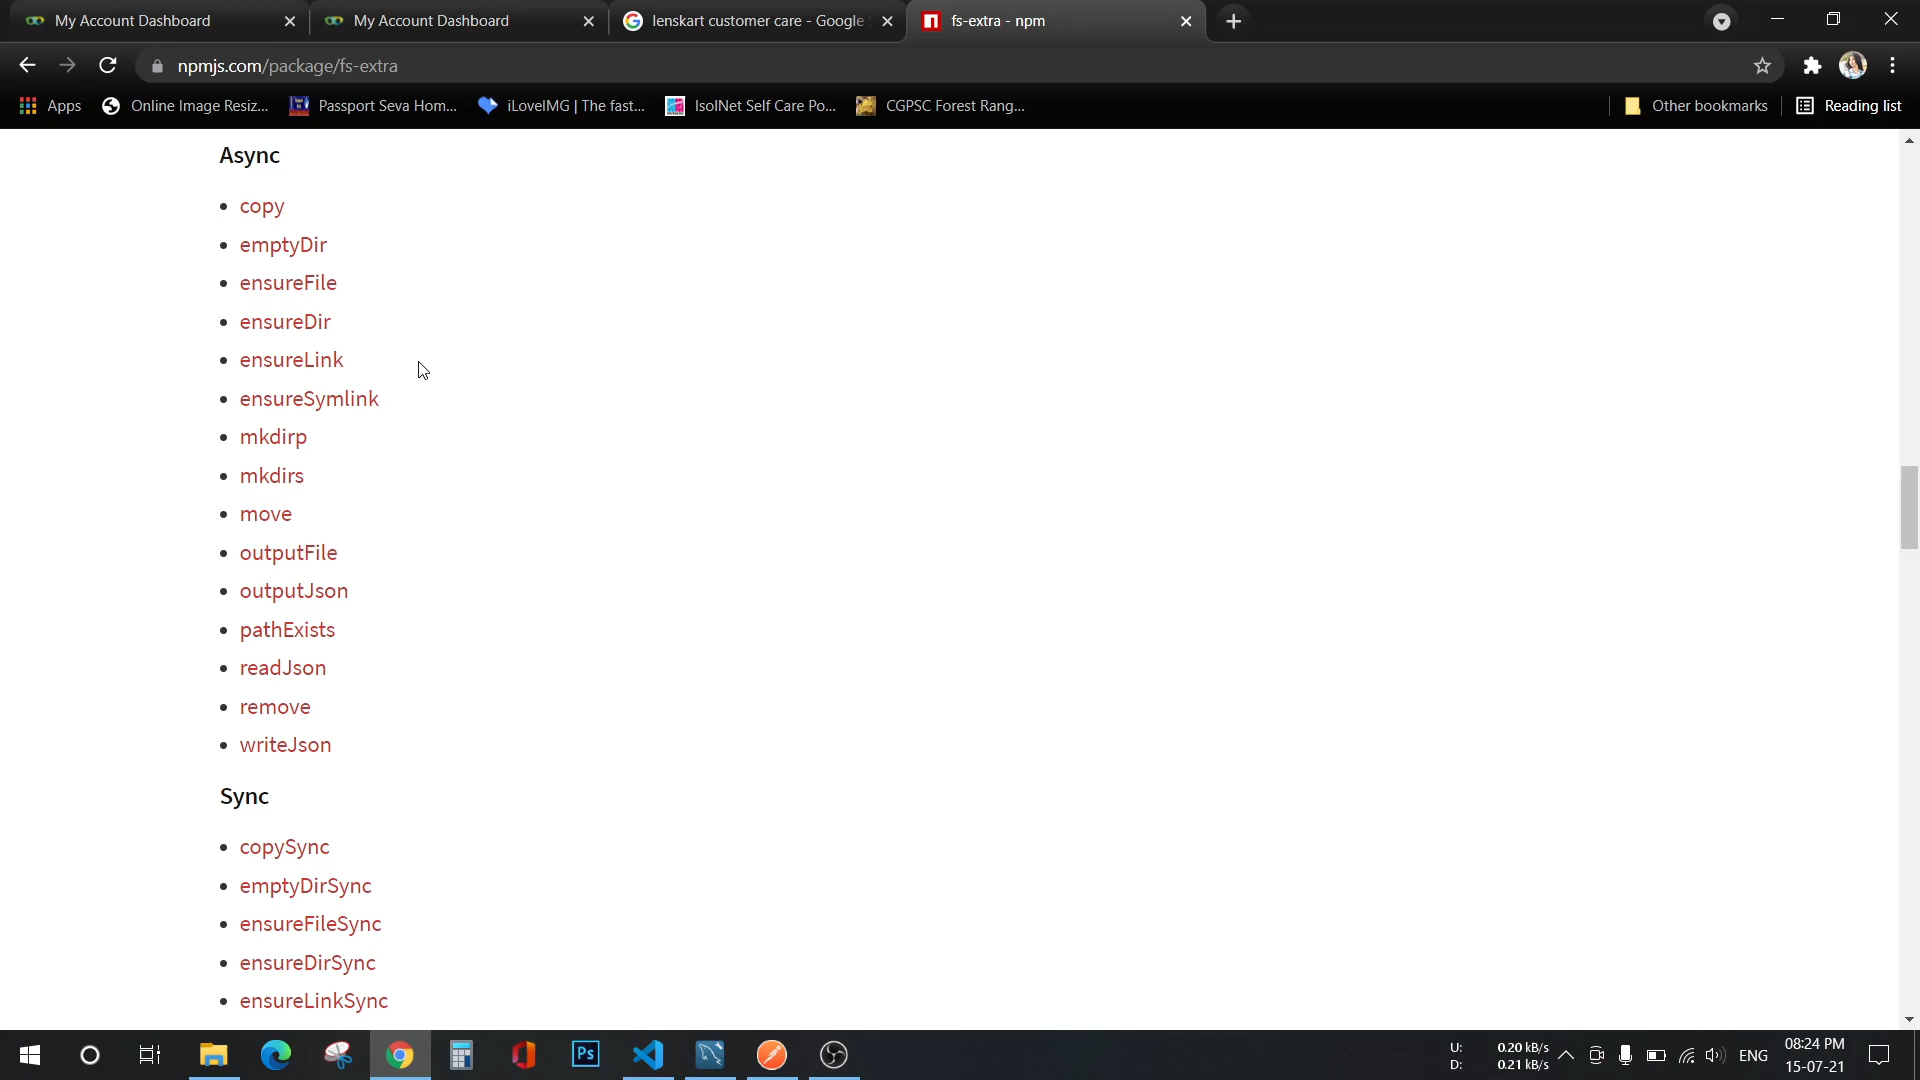 My Account Dashboard
My Account Dashboard
lenskart customer care - Google
fs-extra - npm
npmjs.com/package/fs-extra
Apps
Online Image Resiz...
Passport Seva Hom...
iLoveIMG | The fast...
IsolNet Self Care Po...
CGPSC Forest Rang...
Other bookmarks
Reading list
Async
copy
emptyDir
ensureFile
ensureDir
ensureLink
ensureSymlink
mkdirp
mkdirs
move
outputFile
outputJson
pathExists
readJson
remove
writeJson
Sync
copySync
emptyDirSync
ensureFileSync
ensureDirSync
ensureLinkSync
Ps
U: 0.20 kB/s
D: 0.21 kB/s
ENG
08:24 PM
15-07-21